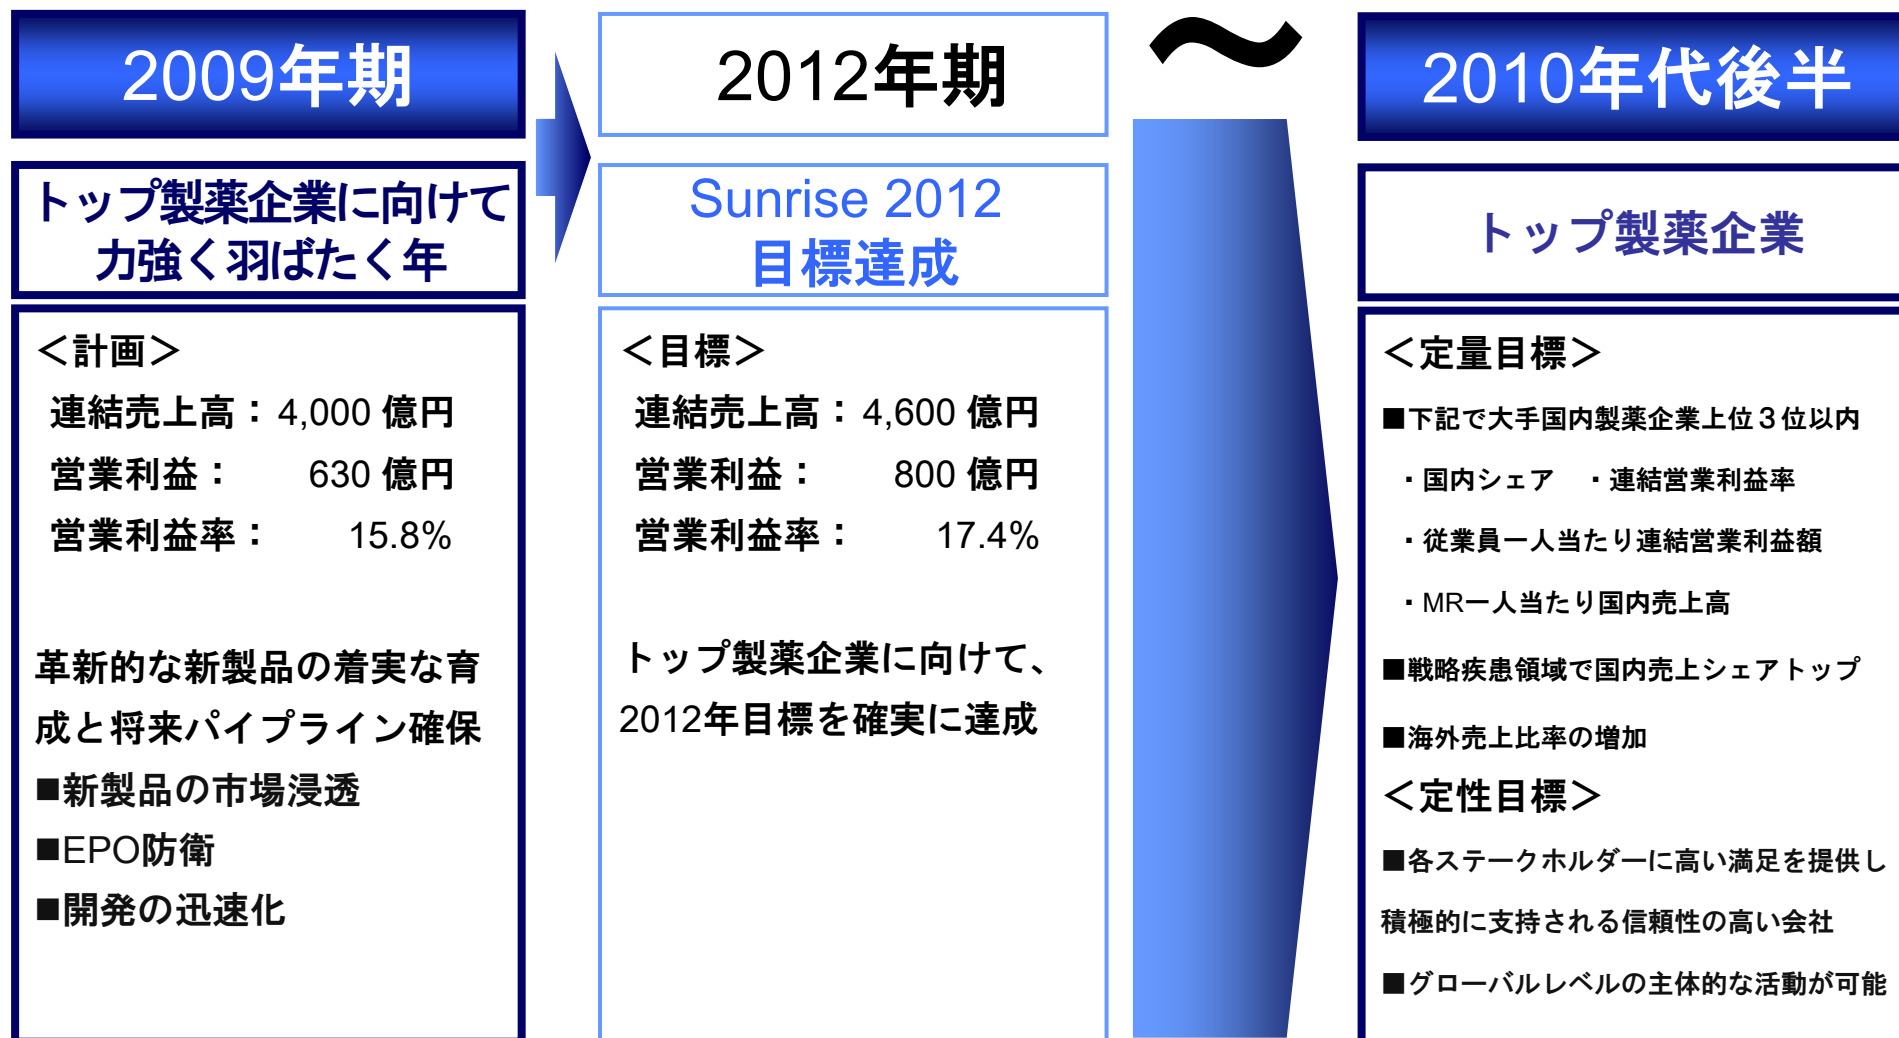 2009年期
トップ製薬企業に向けて
力強く羽ばたく年
＜計画＞
連結売上高： 4,000 億円
営業利益： 630 億円
営業利益率： 15.8%
革新的な新製品の着実な育
成と将来パイプライン確保
■新製品の市場浸透
■EPO防衛
■開発の迅速化
2012年期
Sunrise 2012
目標達成
＜目標＞
連結売上高： 4,600 億円
営業利益： 800 億円
営業利益率： 17.4%
トップ製薬企業に向けて、
2012年目標を確実に達成
～
2010年代後半
トップ製薬企業
＜定量目標＞
■下記で大手国内製薬企業上位３位以内
・国内シェア ・連結営業利益率
・従業員一人当たり連結営業利益額
・MR一人当たり国内売上高
■戦略疾患領域で国内売上シェアトップ
■海外売上比率の増加
＜定性目標＞
■各ステークホルダーに高い満足を提供し
積極的に支持される信頼性の高い会社
■グローバルレベルの主体的な活動が可能